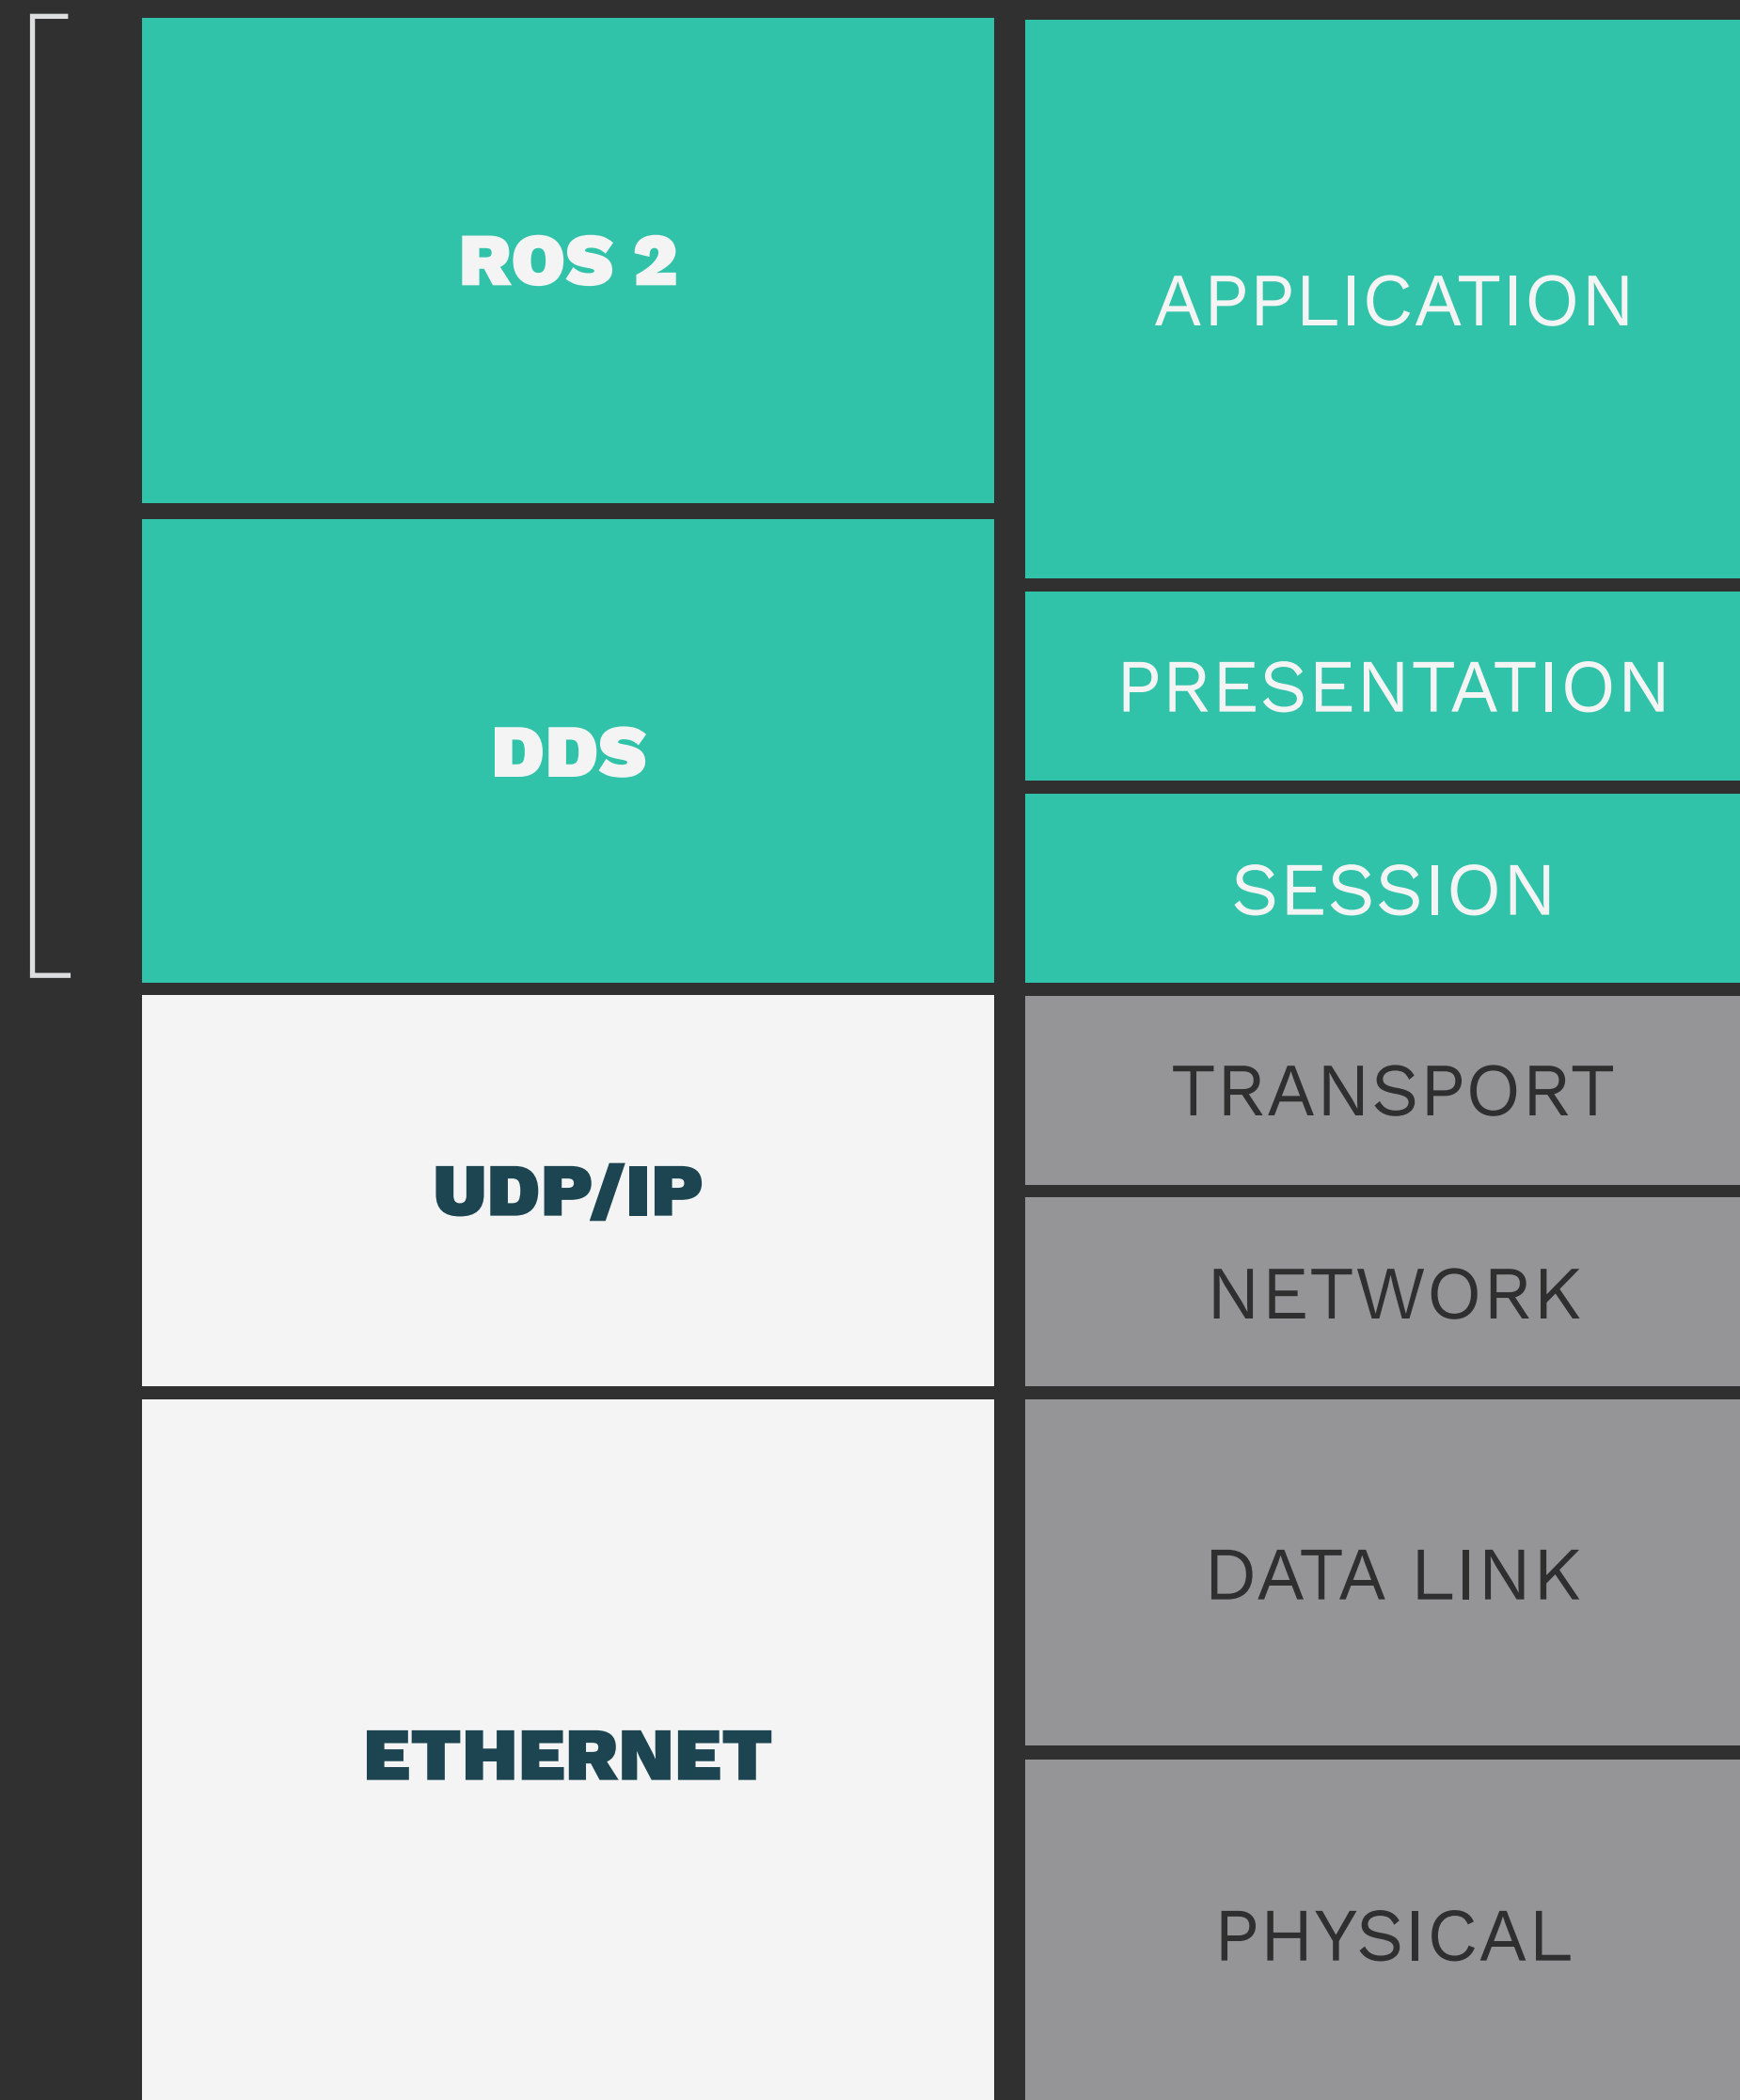 ROS 2
APPLICATION
DDS
PRESENTATION
SESSION
UDP/IP
TRANSPORT
NETWORK
ETHERNET
DATA LINK
PHYSICAL